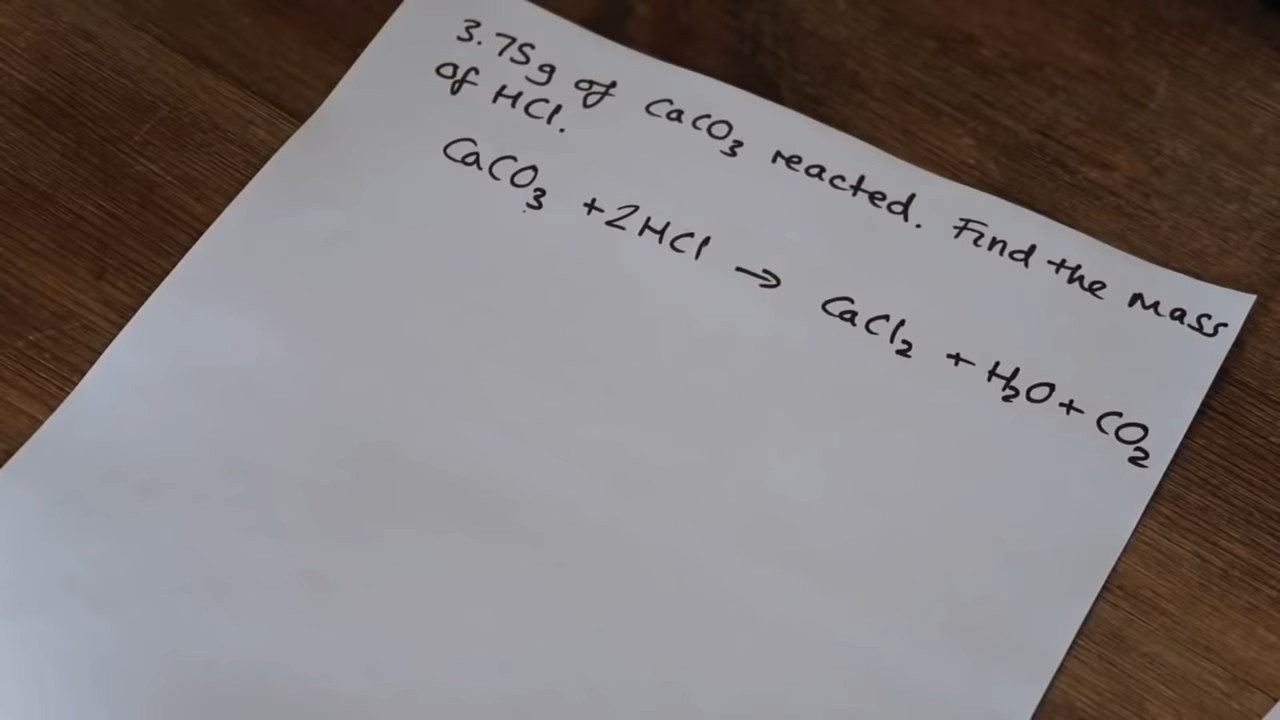 3.75g of CaCO₃ reacted. Find the mass
of HCl.
CaCO₃ +2HCl → CaCl₂ + H₂O+ CO₂